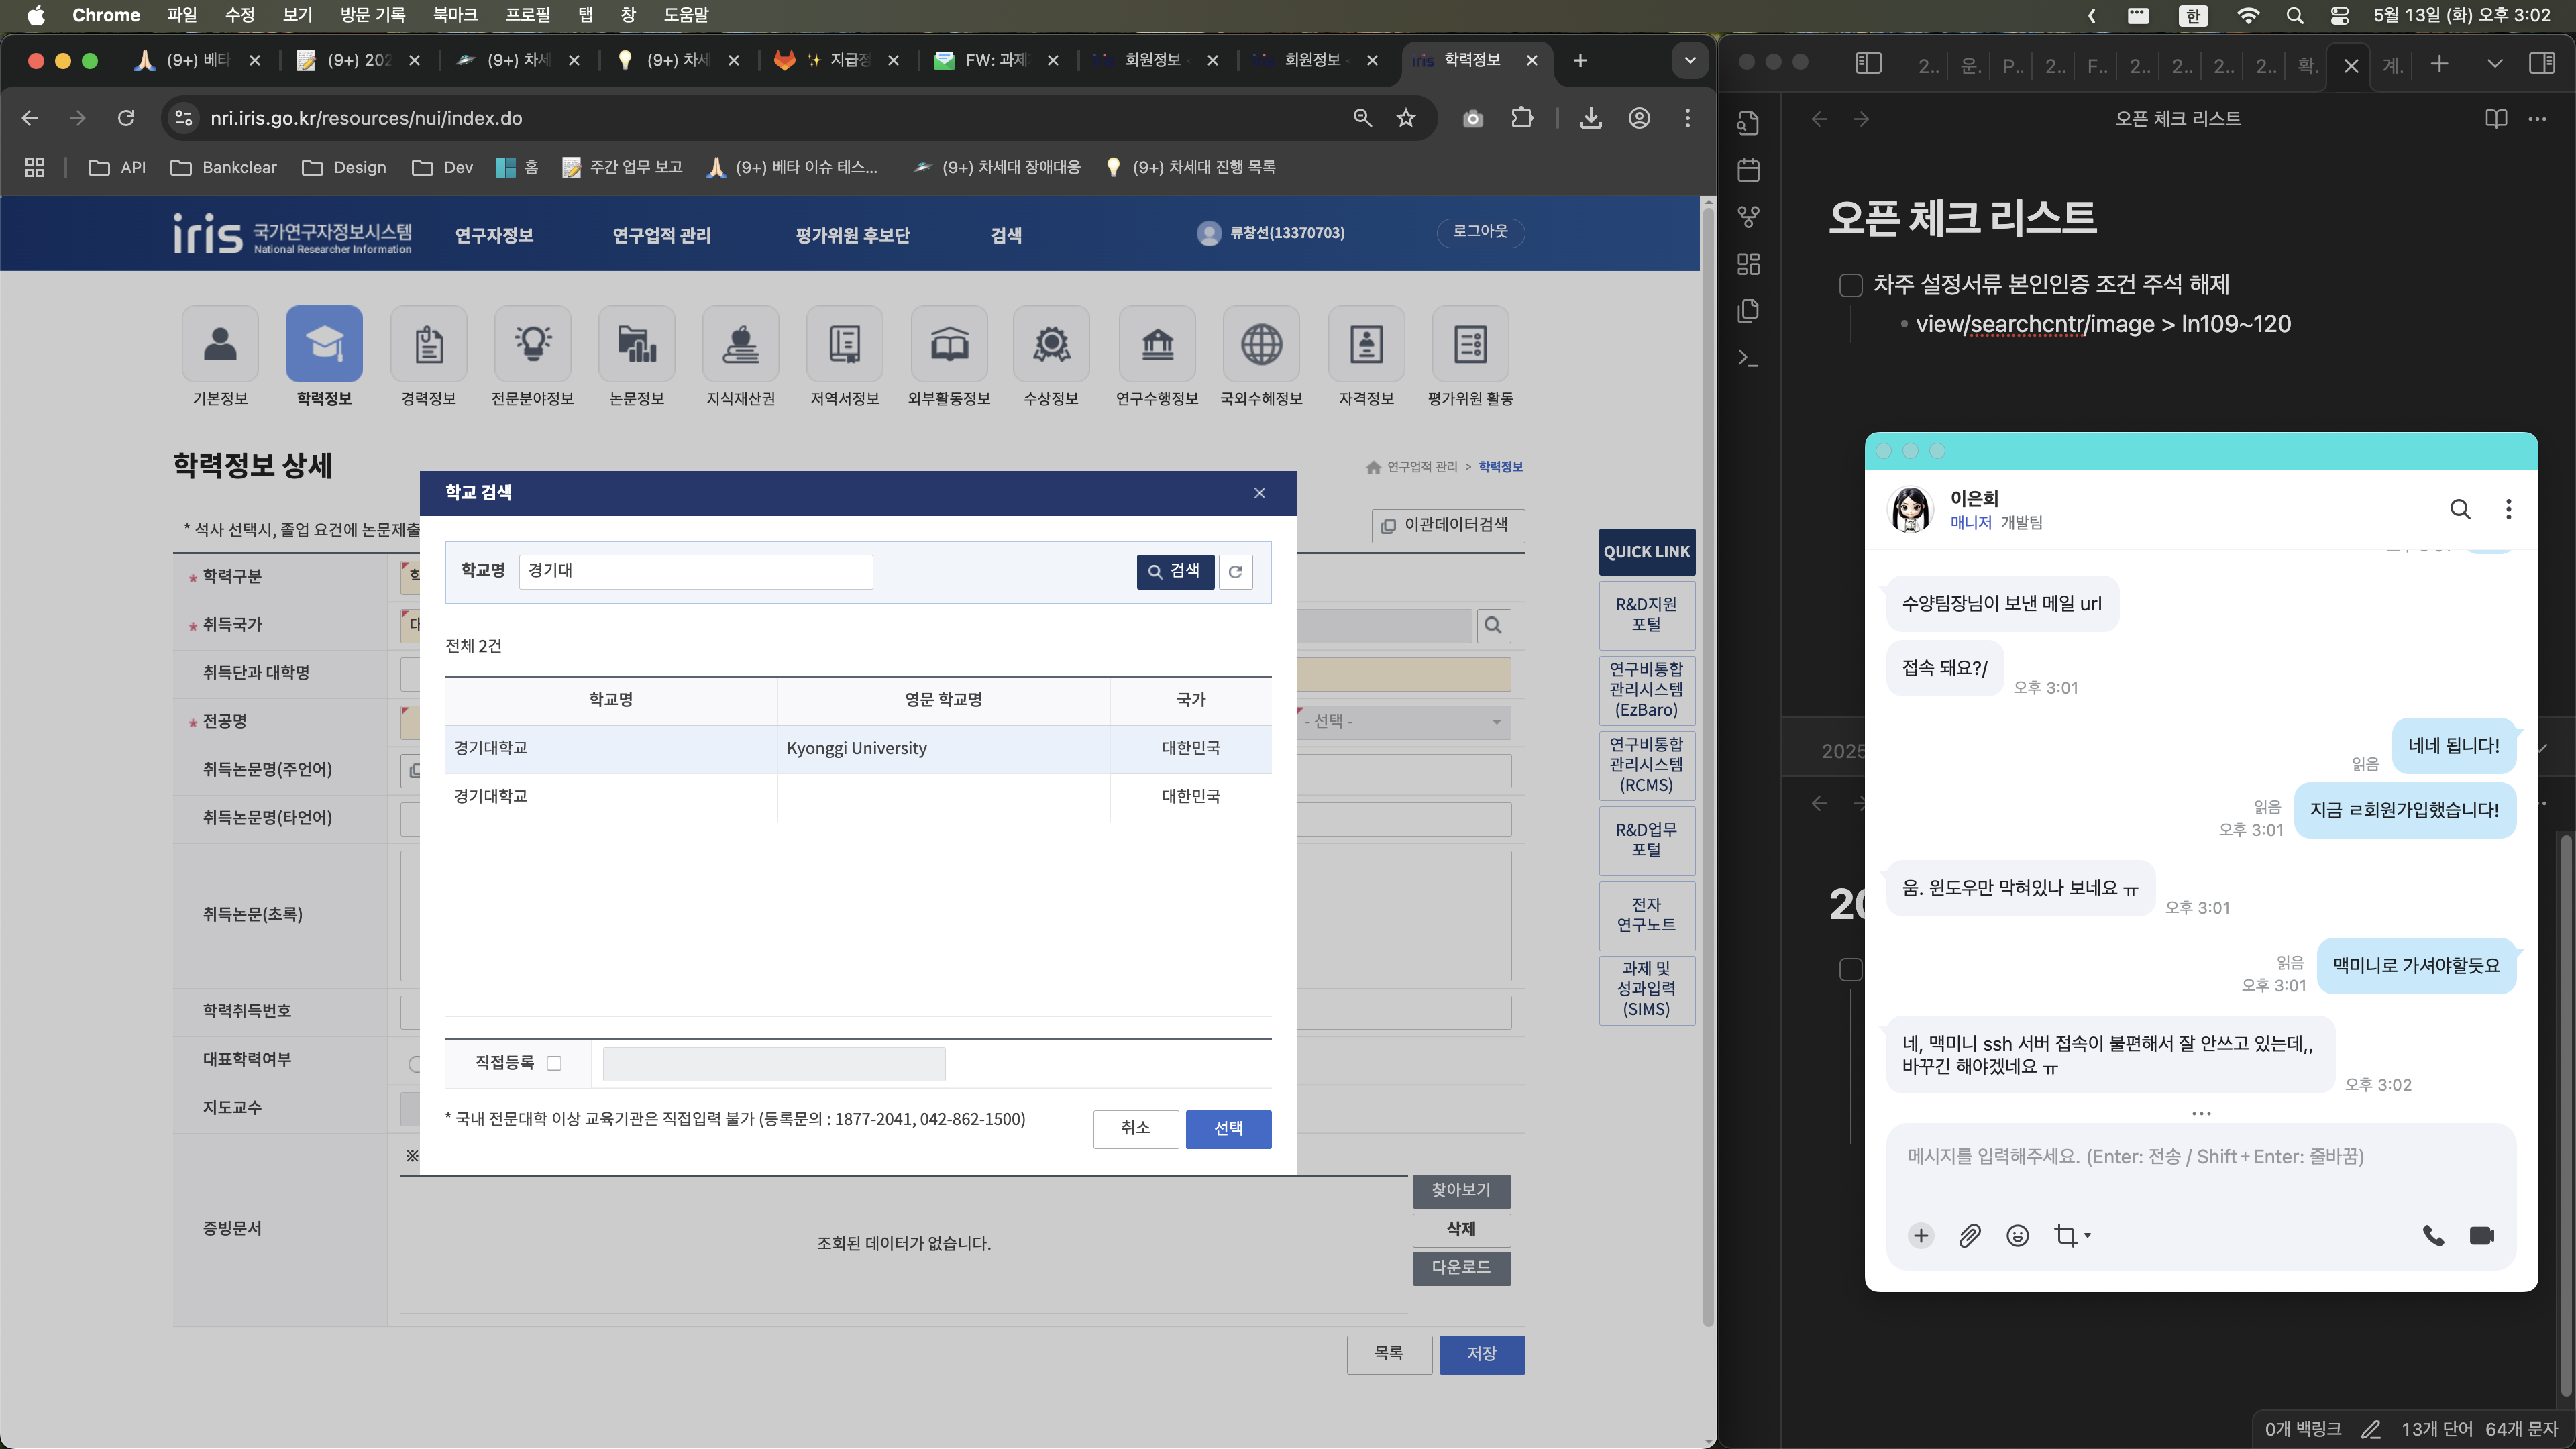 Chrome 파일 수정 보기 방문 기록 북마크 프로필 탭 창 도움말
한 5월 13일 (화) 오후 3:02
(9+) 베타 (9+) 202 (9+) 차세 (9+) 차세 지급정 FW: 과제 회원정보 회원정보 iris 학력정보
nri.iris.go.kr/resources/nui/index.do
API Bankclear Design Dev 홈 주간 업무 보고 (9+) 베타 이슈 테스... (9+) 차세대 장애대응 (9+) 차세대 진행 목록
iris 국가연구자정보시스템
National Researcher Information
연구자정보 연구업적 관리 평가위원 후보단 검색 류창선(13370703) 로그아웃
기본정보 학력정보 경력정보 전문분야정보 논문정보 지식재산권 저역서정보 외부활동정보 수상정보 연구수행정보 국외수혜정보 자격정보 평가위원 활동
학력정보 상세
연구업적 관리 > 학력정보
* 석사 선택시, 졸업 요건에 논문제출
이관데이터검색
* 학력구분
* 취득국가
취득단과 대학명
* 전공명
- 선택 -
취득논문명(주언어)
취득논문명(타언어)
취득논문(초록)
학력취득번호
대표학력여부
지도교수
※
증빙문서
조회된 데이터가 없습니다.
찾아보기
삭제
다운로드
목록 저장
학교 검색
학교명 경기대 검색
전체 2건
학교명 영문 학교명 국가
경기대학교 Kyonggi University 대한민국
경기대학교 대한민국
직접등록
* 국내 전문대학 이상 교육기관은 직접입력 불가 (등록문의 : 1877-2041, 042-862-1500)
취소 선택
QUICK LINK
R&D지원
포털
연구비통합
관리시스템
(EzBaro)
연구비통합
관리시스템
(RCMS)
R&D업무
포털
전자
연구노트
과제 및
성과입력
(SIMS)
2.. 운. P.. 2.. F.. 2.. 2.. 2.. 2.. 확. 계.
오픈 체크 리스트
오픈 체크 리스트
차주 설정서류 본인인증 조건 주석 해제
view/searchcntr/image > ln109~120
2025
20
이은희
매니저 개발팀
수양팀장님이 보낸 메일 url
접속 돼요?/
오후 3:01
네네 됩니다!
읽음
지금 ㄹ회원가입했습니다!
읽음
오후 3:01
움. 윈도우만 막혀있나 보네요 ㅠ
오후 3:01
맥미니로 가셔야할듯요
읽음
오후 3:01
네, 맥미니 ssh 서버 접속이 불편해서 잘 안쓰고 있는데,,
바꾸긴 해야겠네요 ㅠ
오후 3:02
메시지를 입력해주세요. (Enter: 전송 / Shift + Enter: 줄바꿈)
0개 백링크 13개 단어 64개 문자